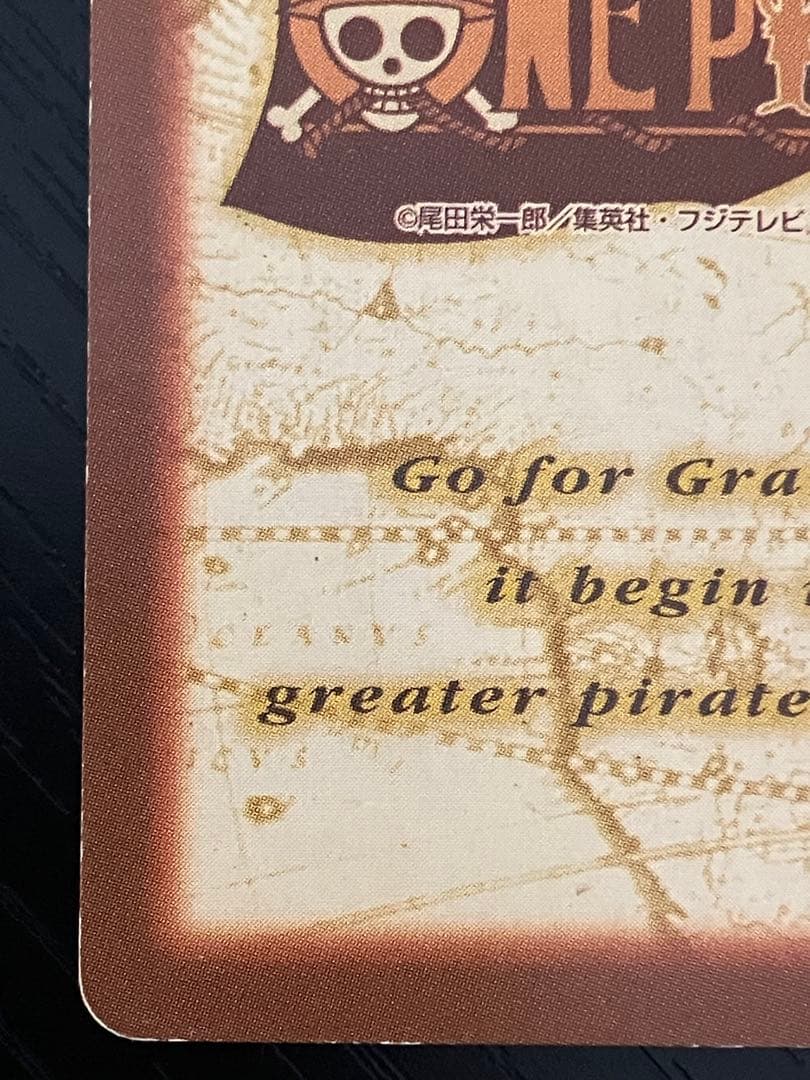 ONE P
©尾田栄一郎／集英社・フジテレビ
Go for Gra
it begin
greater pirate